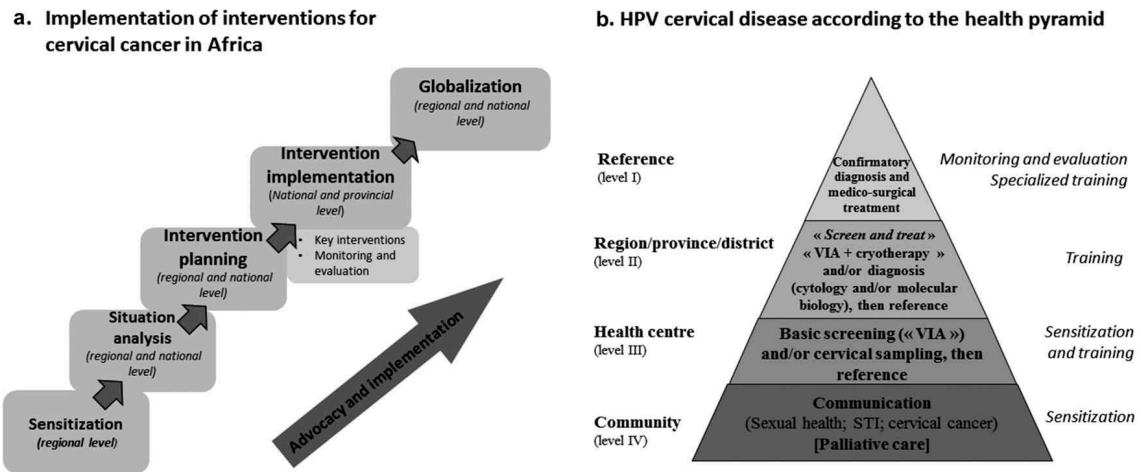 a. Implementation of interventions for
cervical cancer in Africa
Globalization
(regional and national
level)
Intervention
implementation
(National and provincial
level)
• Key interventions
• Monitoring and
evaluation
Intervention
planning
(regional and national
level)
Situation
analysis
(regional and national
level)
Sensitization
(regional level)
Advocacy and implementation
b. HPV cervical disease according to the health pyramid
Reference
(level I)
Confirmatory
diagnosis and
medico-surgical
treatment
Monitoring and evaluation
Specialized training
Region/province/district
(level II)
« Screen and treat »
« VIA + cryotherapy »
and/or diagnosis
(cytology and/or molecular
biology), then reference
Training
Health centre
(level III)
Basic screening (« VIA »)
and/or cervical sampling, then
reference
Sensitization
and training
Community
(level IV)
Communication
(Sexual health; STI; cervical cancer)
[Palliative care]
Sensitization